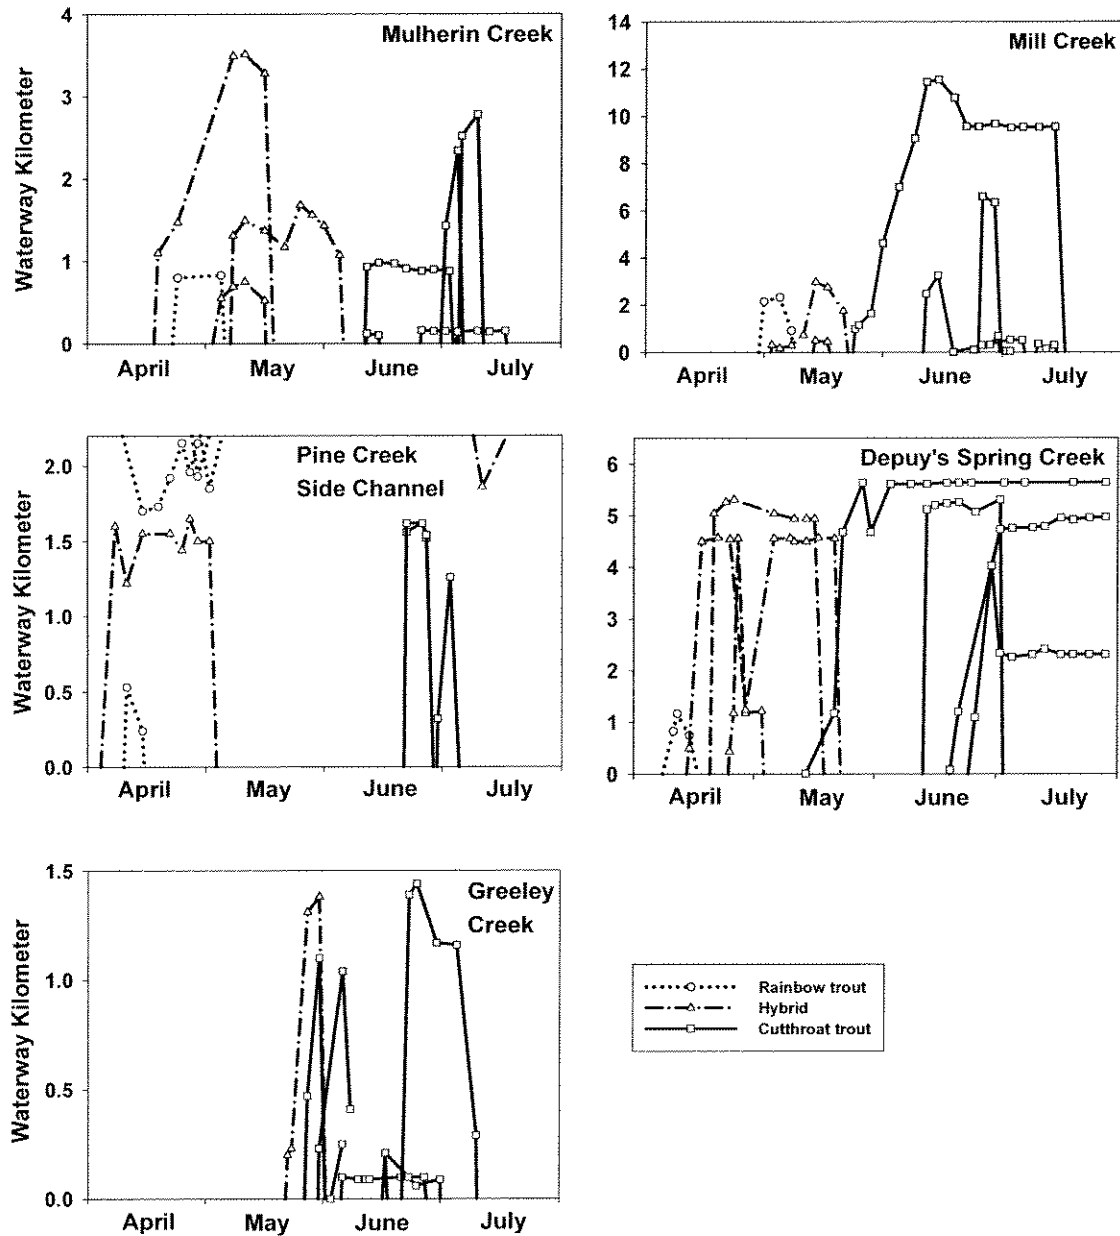 Mulherin Creek
Waterway Kilometer
4
3
2
1
0
April May June July
Mill Creek
14
12
10
8
6
4
2
0
April May June July
Pine Creek
Side Channel
Waterway Kilometer
2.0
1.5
1.0
0.5
0.0
April May June July
Depuy's Spring Creek
6
5
4
3
2
1
0
April May June July
Greeley
Creek
Waterway Kilometer
1.5
1.0
0.5
0.0
April May June July
Rainbow trout
Hybrid
Cutthroat trout